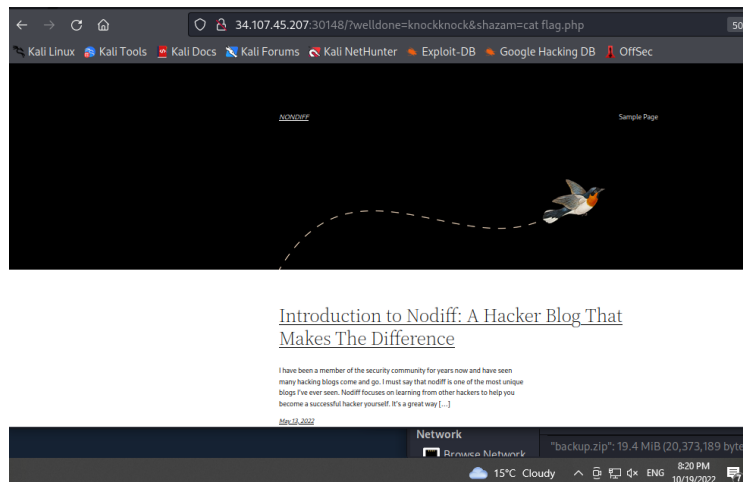 34.107.45.207:30148/?welldone=knockknock&shazam=cat flag.php
50
Kali Linux Kali Tools Kali Docs Kali Forums Kali NetHunter Exploit-DB Google Hacking DB OffSec
NONDIFF Sample Page
Introduction to Nodiff: A Hacker Blog That
Makes The Difference
I have been a member of the security community for years now and have seen
many hacking blogs come and go. I must say that nodiff is one of the most unique
blogs I've ever seen. Nodiff focuses on learning from other hackers to help you
become a successful hacker yourself. It's a great way […]
May 13, 2022
Network
Browse Network
"backup.zip": 19.4 MiB (20,373,189 byte
15°C Cloudy ENG 8:20 PM
10/19/2022
7